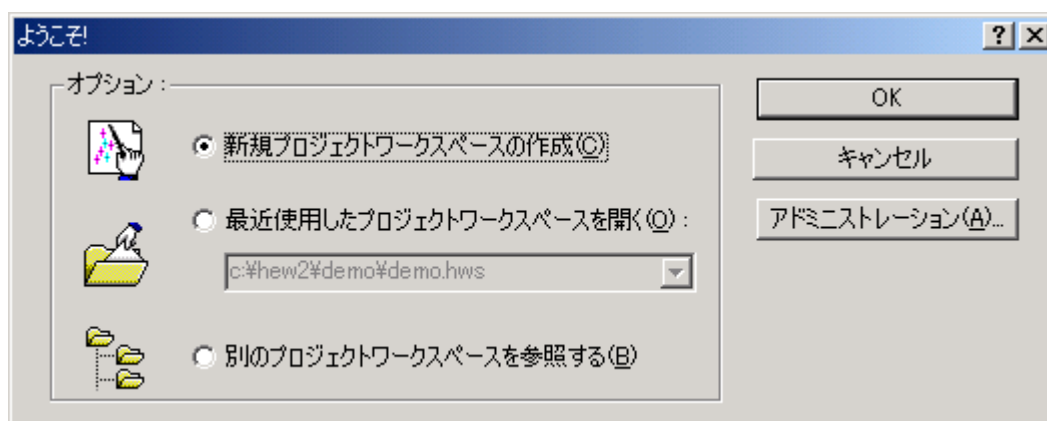 ようこそ!
オプション :
新規プロジェクトワークスペースの作成(C)
最近使用したプロジェクトワークスペースを開く(O) :
c:¥hew2¥demo¥demo.hws
別のプロジェクトワークスペースを参照する(B)
OK
キャンセル
アドミニストレーション(A)...